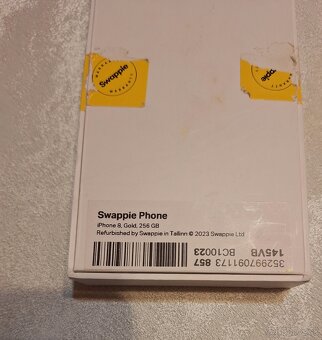 Swappie
Swappie
Swappie Phone
iPhone 8, Gold, 256 GB
Refurbished by Swappie in Tallinn © 2023 Swappie Ltd
352997091173 857
145VB BC10023